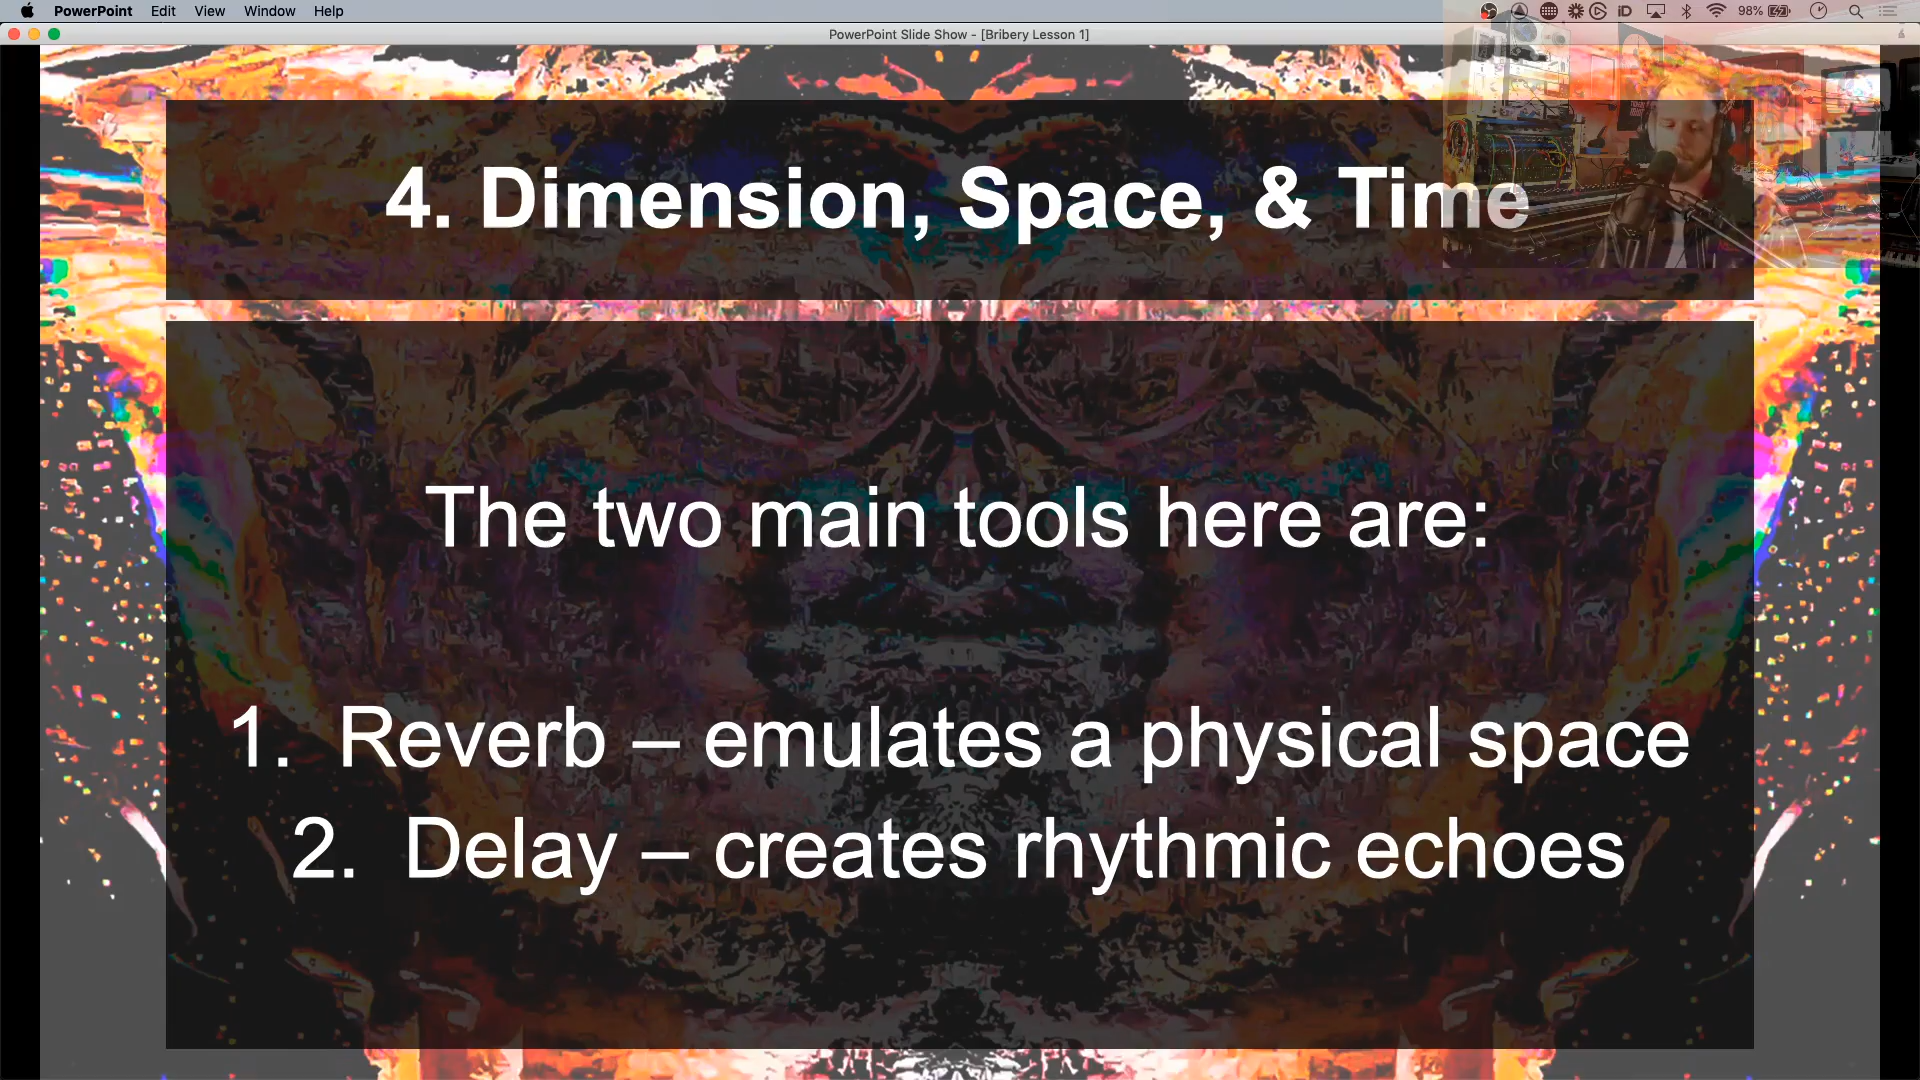 PowerPoint Edit View Window Help
98%
PowerPoint Slide Show - [Bribery Lesson 1]
4. Dimension, Space, & Time
The two main tools here are:
1. Reverb – emulates a physical space
2. Delay – creates rhythmic echoes